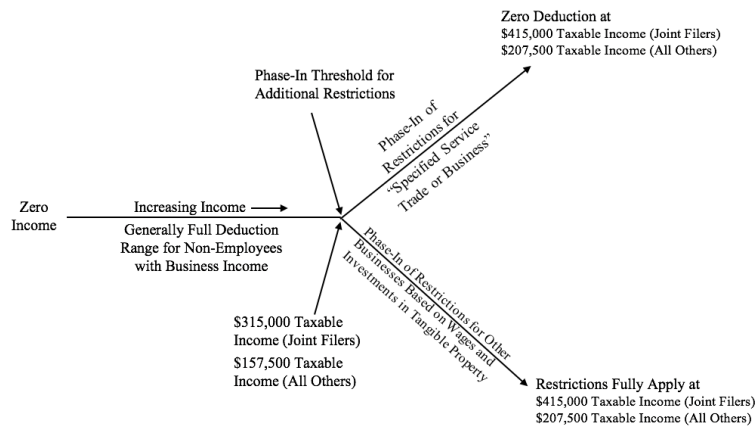 Zero Deduction at
$415,000 Taxable Income (Joint Filers)
$207,500 Taxable Income (All Others)
Phase-In Threshold for
Additional Restrictions
Phase-In of
Restrictions for
“Specified Service
Trade or Business”
Zero
Income
Increasing Income
Generally Full Deduction
Range for Non-Employees
with Business Income
Phase-In of Restrictions for Other
Businesses Based on Wages and
Investments in Tangible Property
$315,000 Taxable
Income (Joint Filers)
$157,500 Taxable
Income (All Others)
Restrictions Fully Apply at
$415,000 Taxable Income (Joint Filers)
$207,500 Taxable Income (All Others)